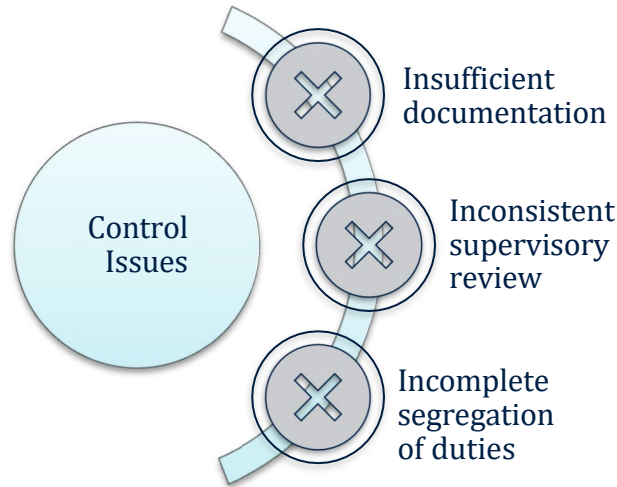 Control
Issues
Insufficient
documentation
Inconsistent
supervisory
review
Incomplete
segregation
of duties